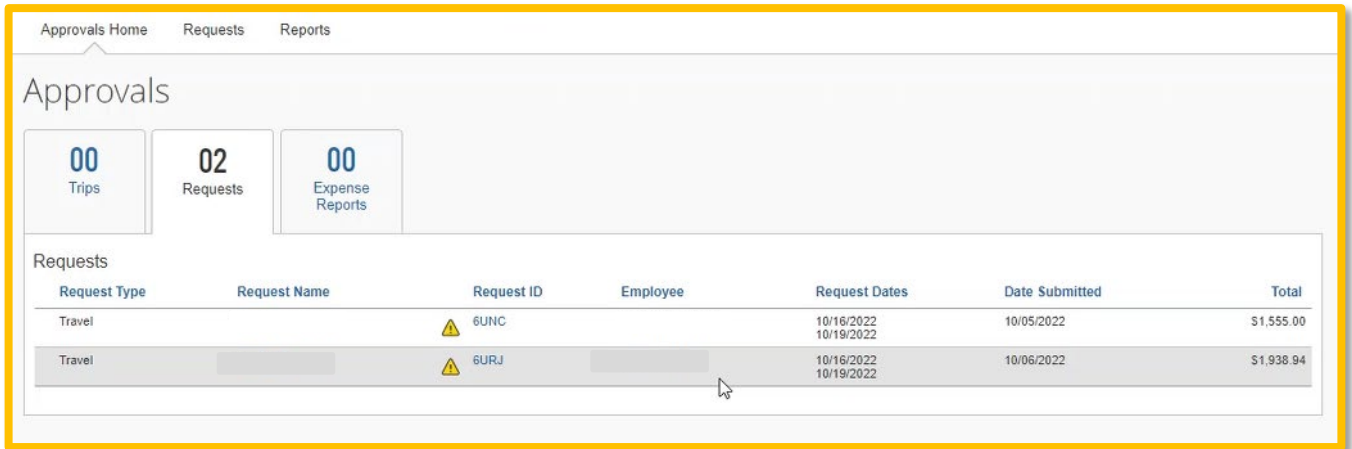 Approvals Home Requests Reports
Approvals
00 02 00
Trips Requests Expense
Reports
Requests
Request Type Request Name Request ID Employee Request Dates Date Submitted Total
Travel 6UNC 10/16/2022 10/05/2022 $1,555.00
10/19/2022
Travel 6URJ 10/16/2022 10/06/2022 $1,938.94
10/19/2022